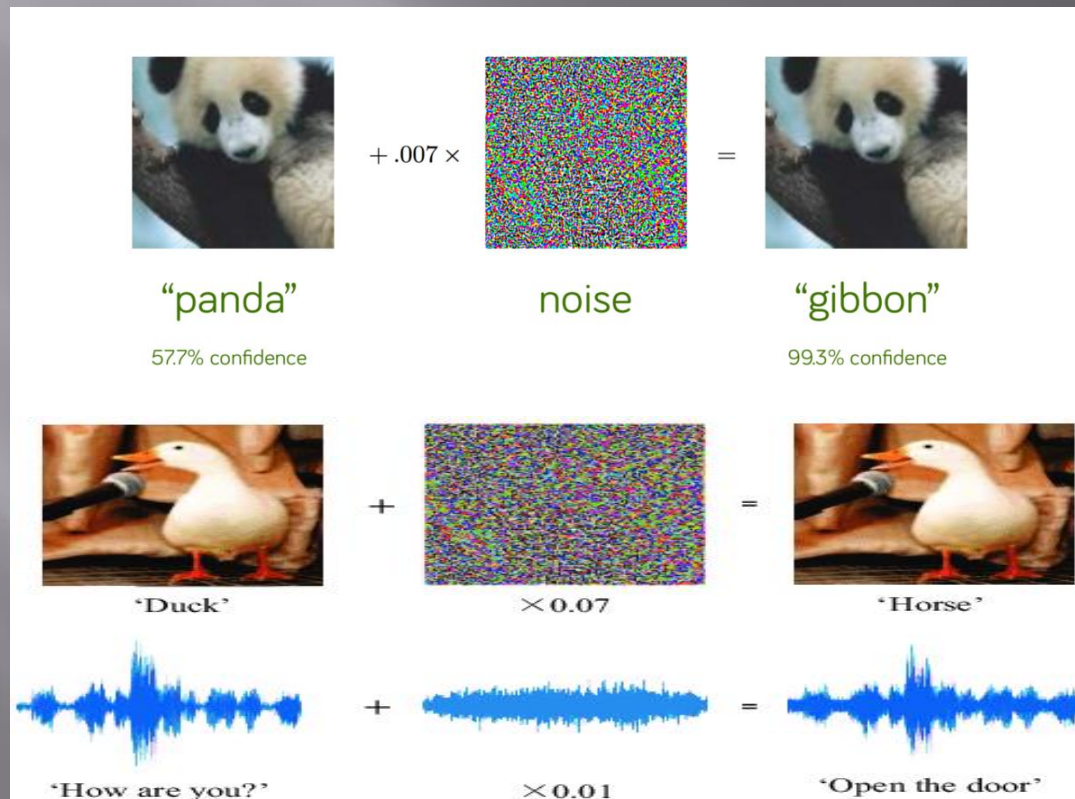 + .007 ×
=
“panda”
noise
“gibbon”
57.7% confidence
99.3% confidence
+
=
‘Duck’
×0.07
‘Horse’
+
=
‘How are you?’
×0.01
‘Open the door’